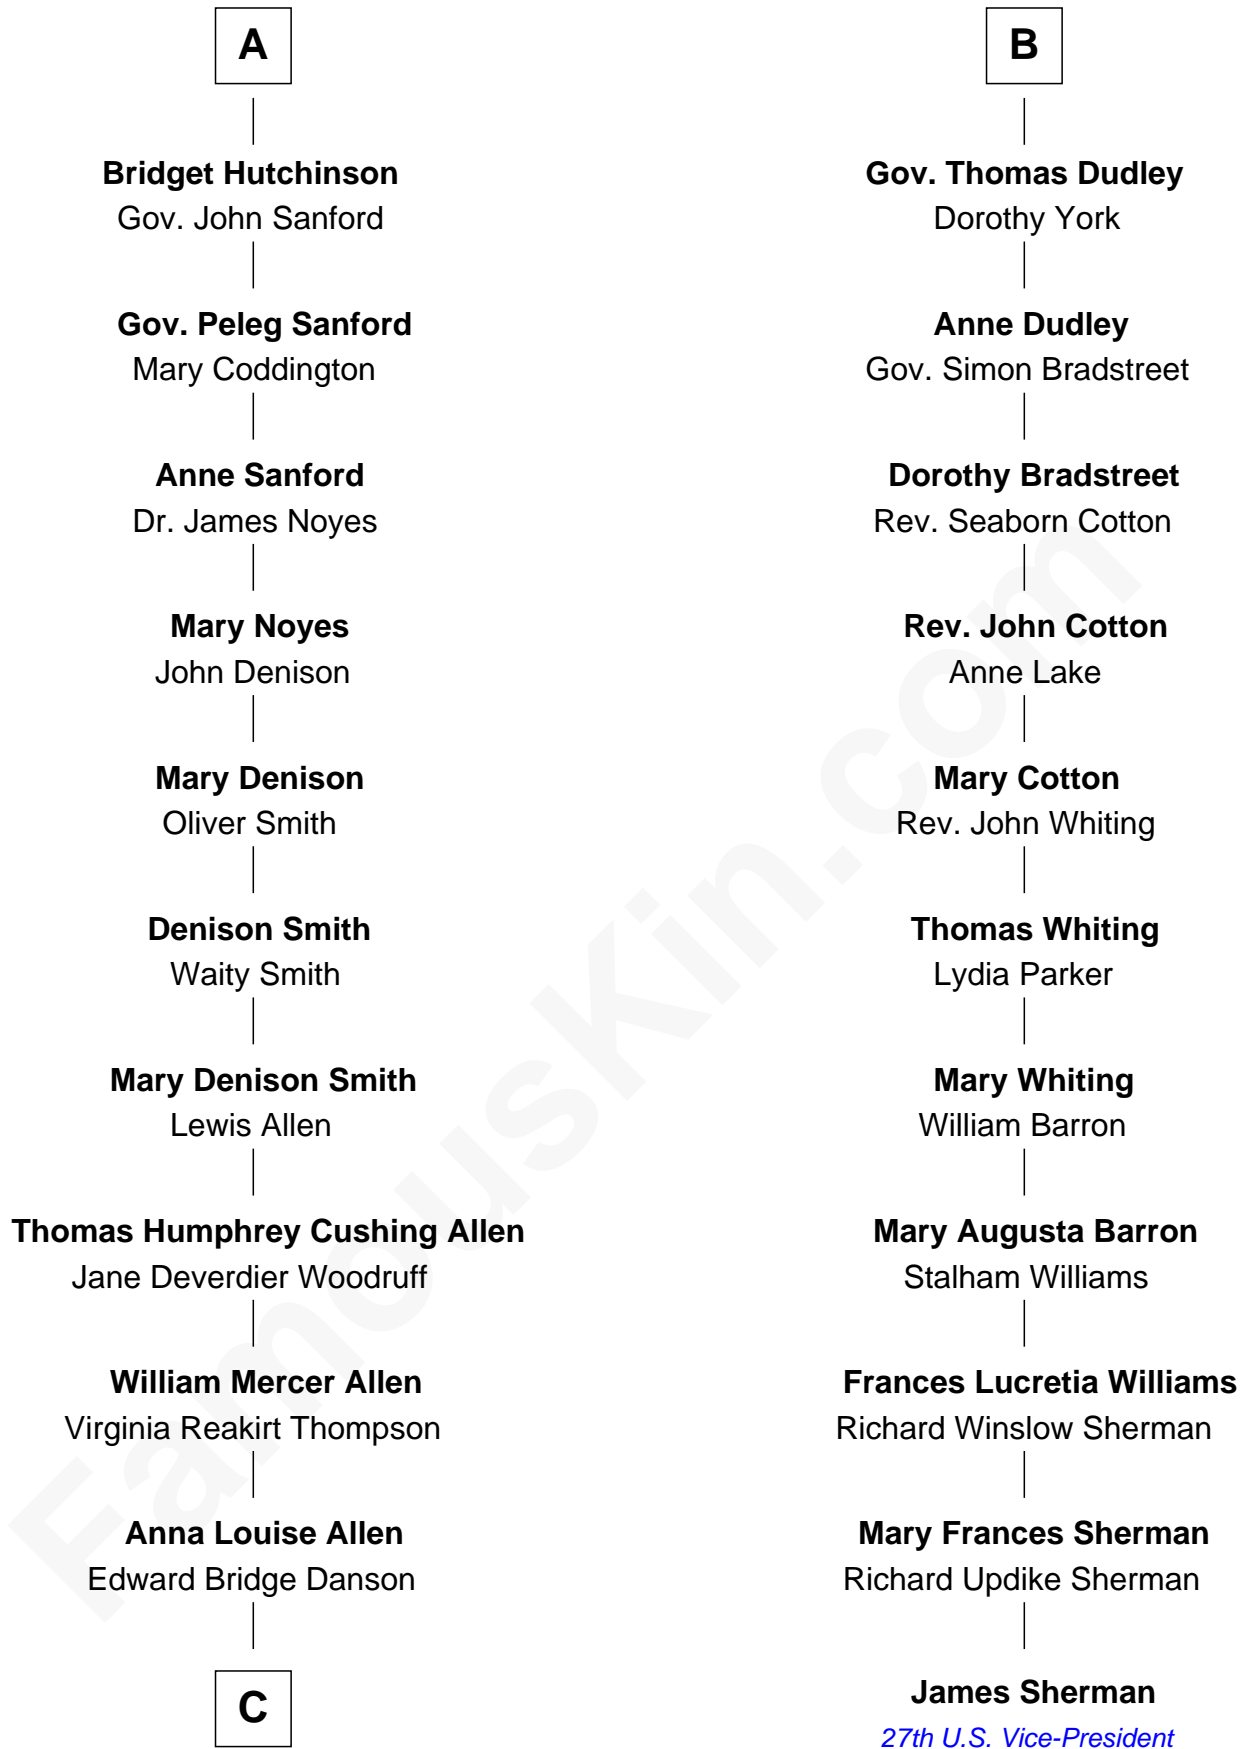 A
Bridget Hutchinson
Gov. John Sanford
Gov. Peleg Sanford
Mary Coddington
Anne Sanford
Dr. James Noyes
Mary Noyes
John Denison
Mary Denison
Oliver Smith
Denison Smith
Waity Smith
Mary Denison Smith
Lewis Allen
Thomas Humphrey Cushing Allen
Jane Deverdier Woodruff
William Mercer Allen
Virginia Reakirt Thompson
Anna Louise Allen
Edward Bridge Danson
C
B
Gov. Thomas Dudley
Dorothy York
Anne Dudley
Gov. Simon Bradstreet
Dorothy Bradstreet
Rev. Seaborn Cotton
Rev. John Cotton
Anne Lake
Mary Cotton
Rev. John Whiting
Thomas Whiting
Lydia Parker
Mary Whiting
William Barron
Mary Augusta Barron
Stalham Williams
Frances Lucretia Williams
Richard Winslow Sherman
Mary Frances Sherman
Richard Updike Sherman
James Sherman
27th U.S. Vice-President
FamousKin.com